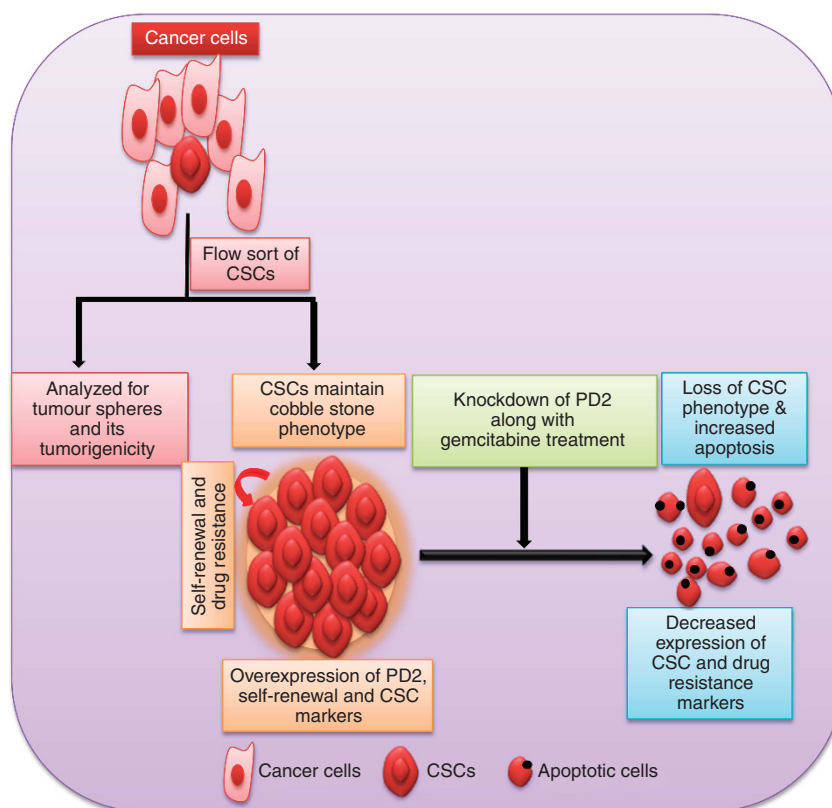 Cancer cells
Flow sort of
CSCs
Analyzed for
tumour spheres
and its
tumorigenicity
CSCs maintain
cobble stone
phenotype
Knockdown of PD2
along with
gemcitabine treatment
Loss of CSC
phenotype &
increased
apoptosis
Self-renewal and
drug resistance
Overexpression of PD2,
self-renewal and CSC
markers
Decreased
expression of
CSC and drug
resistance
markers
Cancer cells
CSCs
Apoptotic cells